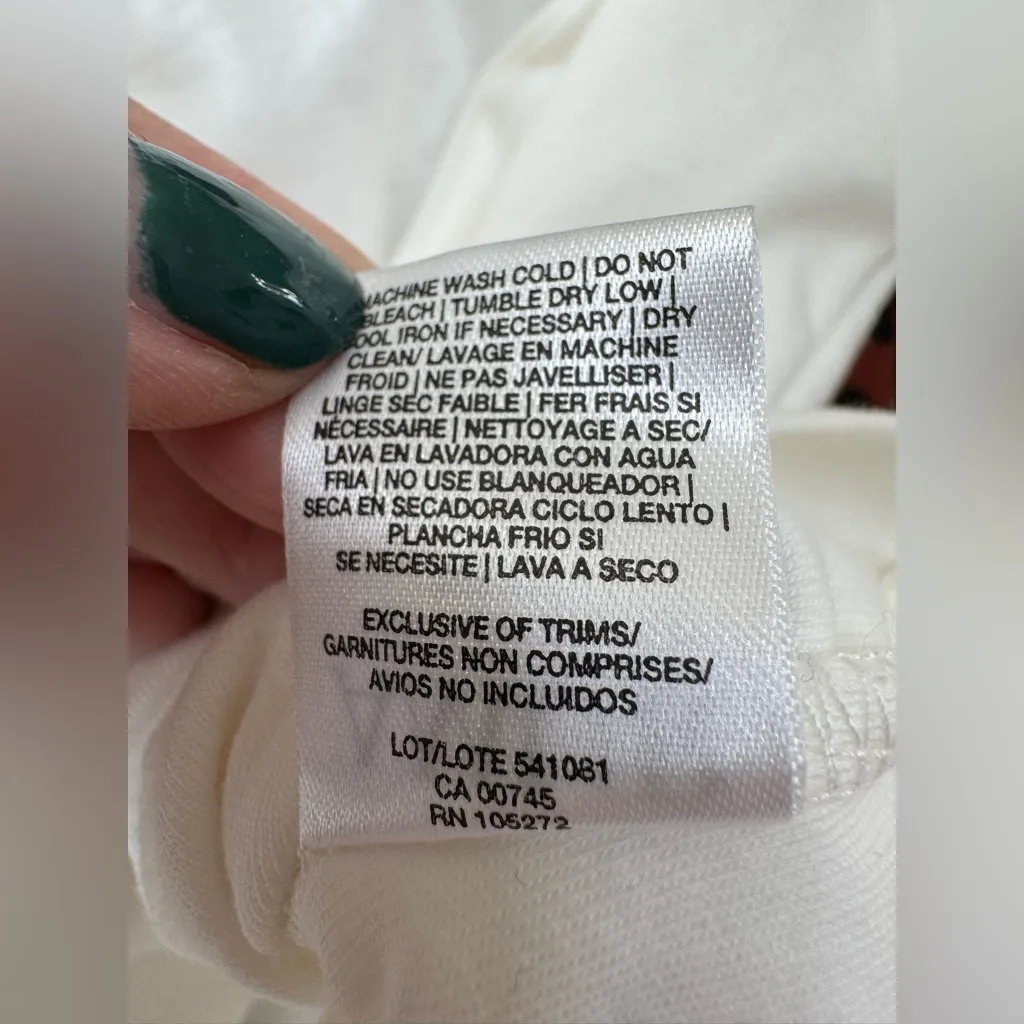 MACHINE WASH COLD | DO NOT
BLEACH | TUMBLE DRY LOW |
COOL IRON IF NECESSARY | DRY
CLEAN/ LAVAGE EN MACHINE
FROID | NE PAS JAVELLISER |
LINGE SEC FAIBLE | FER FRAIS SI
NÉCESSAIRE | NETTOYAGE A SEC/
LAVA EN LAVADORA CON AGUA
FRIA | NO USE BLANQUEADOR |
SECA EN SECADORA CICLO LENTO |
PLANCHA FRIO SI
SE NECESITE | LAVA A SECO
EXCLUSIVE OF TRIMS/
GARNITURES NON COMPRISES/
AVIOS NO INCLUIDOS
LOT/LOTE 541081
CA 00745
RN 105272